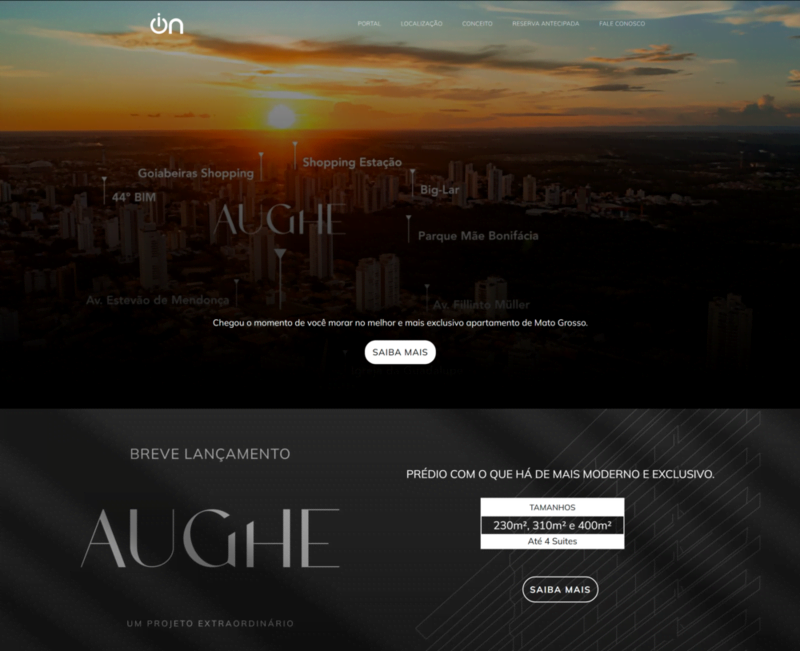 ion
PORTAL
LOCALIZAÇÃO
CONCEITO
RESERVA ANTECIPADA
FALE CONOSCO
Shopping Estação
Goiabeiras Shopping
Big-Lar
44º BIM
AUGHE
Parque Mãe Bonifácia
Av. Estevão de Mendonça
Av. Fillinto Müller
Chegou o momento de você morar no melhor e mais exclusivo apartamento de Mato Grosso.
SAIBA MAIS
BREVE LANÇAMENTO
AUGHE
UM PROJETO EXTRAORDINÁRIO
PRÉDIO COM O QUE HÁ DE MAIS MODERNO E EXCLUSIVO.
TAMANHOS
230m², 310m² e 400m²
Até 4 Suites
SAIBA MAIS